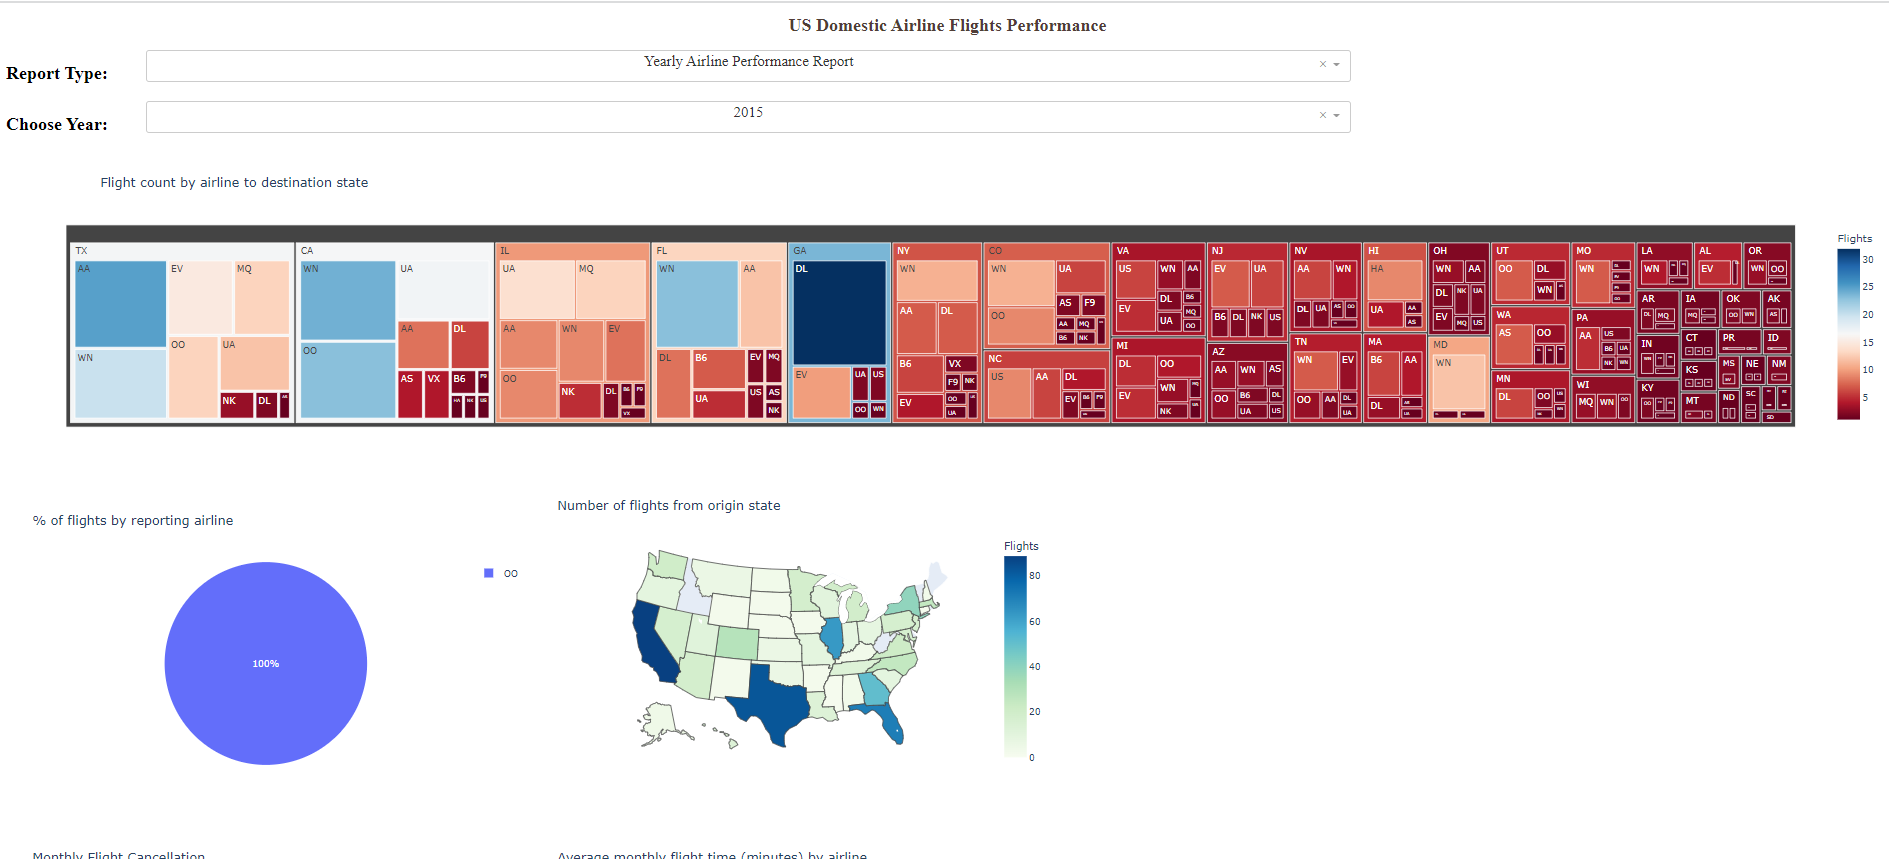 US Domestic Airline Flights Performance
Report Type:
Yearly Airline Performance Report
×
Choose Year:
2015
×
Flight count by airline to destination state
TX
AA
EV
MQ
WN
OO
UA
NK
DL
CA
WN
UA
OO
AA
DL
AS
VX
B6
F9
HA
NK
US
IL
UA
MQ
AA
WN
EV
OO
NK
DL
B6
F9
VX
FL
WN
AA
DL
B6
EV
MQ
UA
US
AS
NK
GA
DL
EV
UA
US
OO
WN
NY
WN
AA
DL
B6
VX
F9
NK
EV
OO
UA
CO
WN
UA
OO
AS
F9
AA
MQ
B6
NK
NC
US
AA
DL
EV
B6
F9
VA
US
WN
AA
EV
DL
B6
MQ
UA
OO
MI
DL
OO
EV
WN
NK
NJ
EV
UA
B6
DL
NK
US
AZ
AA
WN
AS
OO
B6
DL
UA
US
NV
AA
WN
DL
UA
AS
OO
TN
WN
EV
OO
AA
DL
UA
HI
HA
UA
AA
AS
MA
B6
AA
DL
OH
WN
AA
DL
NK
UA
EV
MQ
US
MD
WN
UT
OO
DL
WN
WA
AS
OO
MN
DL
OO
MO
WN
PA
AA
US
B6
UA
NK
WN
WI
MQ
WN
OO
LA
WN
AL
EV
OR
WN
OO
AR
DL
MQ
IA
MQ
OK
OO
WN
AK
AS
IN
CT
PR
ID
KS
MS
NE
NM
KY
MT
ND
SC
SD
Flights
30
25
20
15
10
5
% of flights by reporting airline
100%
OO
Number of flights from origin state
Flights
80
60
40
20
0
Monthly Flight Cancellation
Average monthly flight time (minutes) by airline